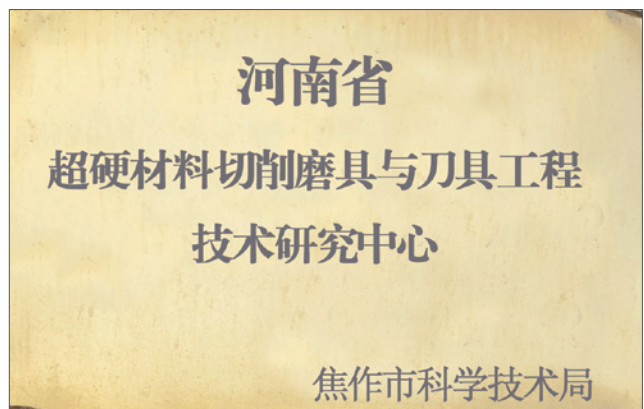 河南省
超硬材料切削磨具与刀具工程
技术研究中心
焦作市科学技术局